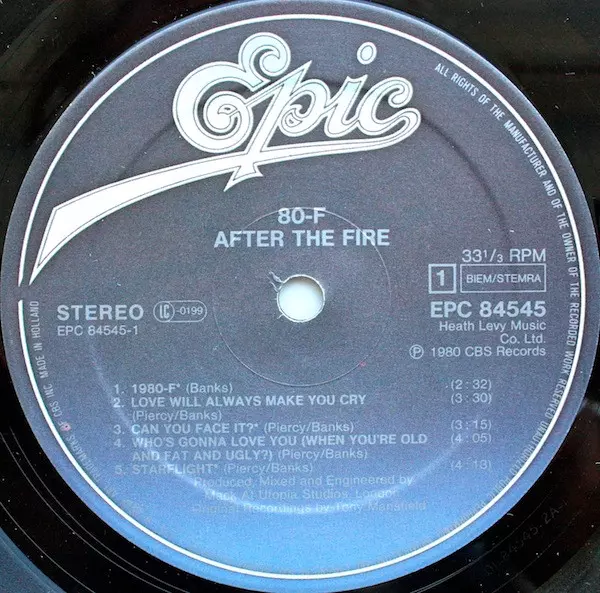 Epic
80-F
AFTER THE FIRE
33 1/3 RPM
1 BIEM/STEMRA
STEREO LC -0199
EPC 84545
EPC 84545-1
Heath Levy Music
Co. Ltd.
℗ 1980 CBS Records
1. 1980-F* (Banks) (2:32)
2. LOVE WILL ALWAYS MAKE YOU CRY (3:30)
(Piercy/Banks)
3. CAN YOU FACE IT?* (Piercy/Banks) (3:15)
4. WHO'S GONNA LOVE YOU (WHEN YOU'RE OLD (4:05)
AND FAT AND UGLY?) (Piercy/Banks)
5. STARFLIGHT* (Piercy/Banks) (4:13)
Produced, Mixed and Engineered by
Mack At Utopia Studios, London
*Original Recordings by Tony Mansfield
ALL RIGHTS OF THE MANUFACTURER AND OF THE OWNER OF THE RECORDED WORK
CBS INC MADE IN HOLLAND